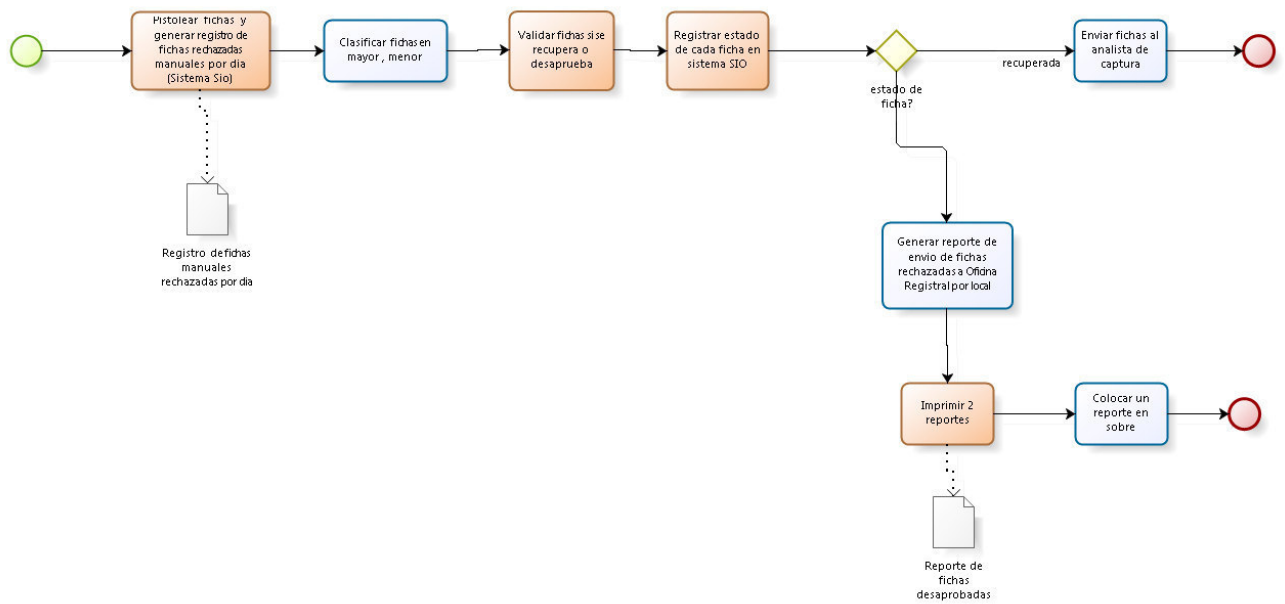 Pistolear fichas y
generar registro de
fichas rechazadas
manuales por dia
(Sistema Sio)
Clasificar fichas en
mayor , menor
Validar fichas si se
recupera o
desaprueba
Registrar estado
de cada ficha en
sistema SIO
estado de
ficha?
recuperada
Enviar fichas al
analista de
captura
Registro de fichas
manuales
rechazadas por dia
Generar reporte de
envio de fichas
rechazadas a Oficina
Registral por local
Imprimir 2
reportes
Colocar un
reporte en
sobre
Reporte de
fichas
desaprobadas